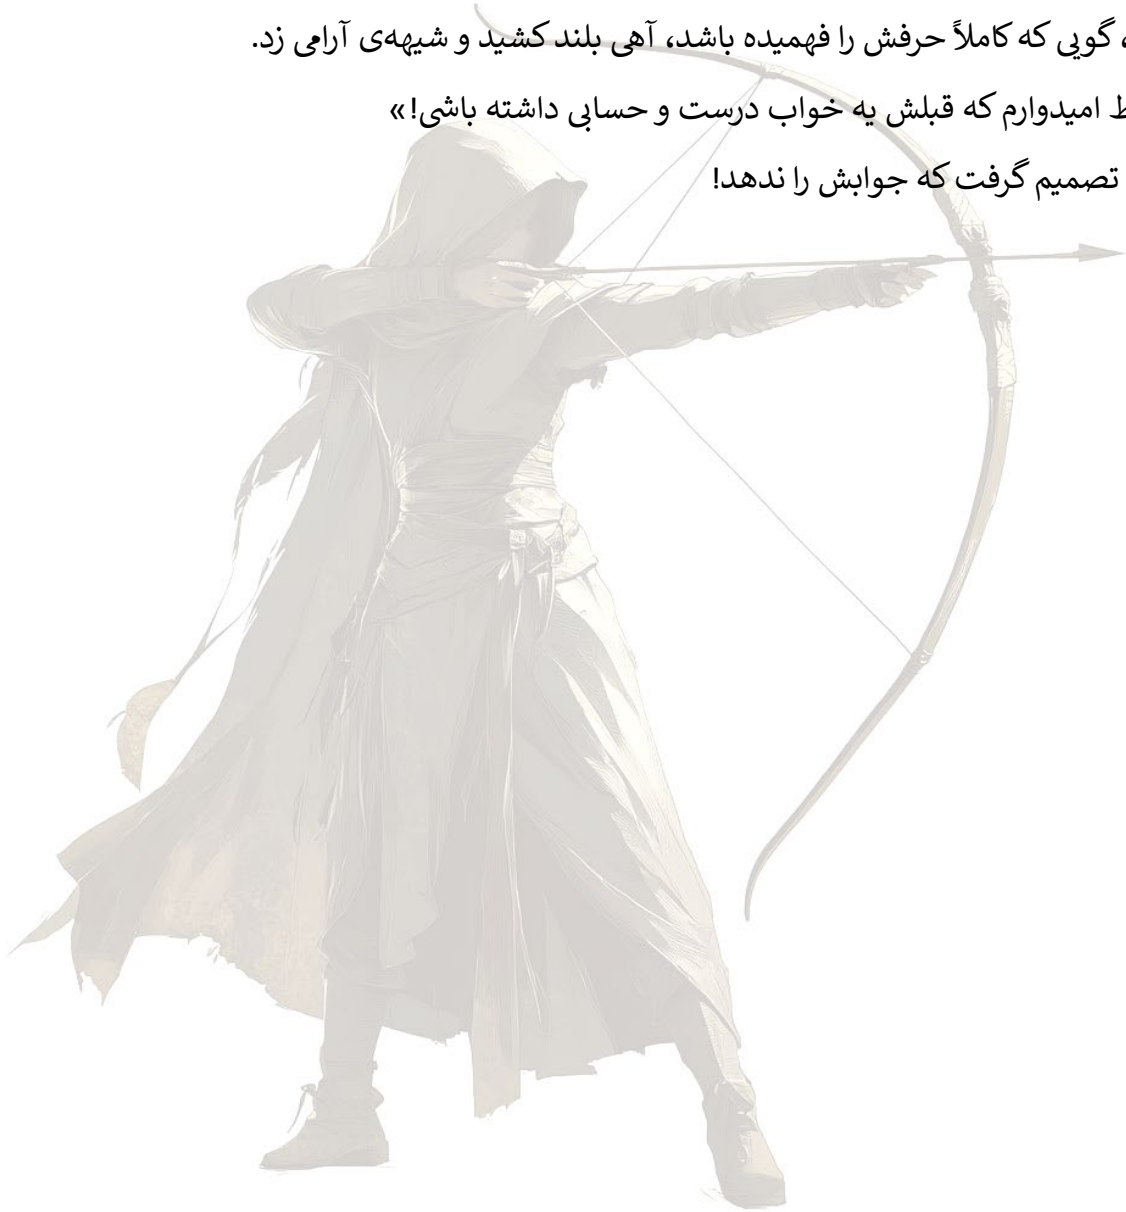 ، گویی که کاملاً حرفش را فهمیده باشد، آهی بلند کشید و شیهه‌ی آرامی زد.
امیدوارم که قبلش یه خواب درست و حسابی داشته باشی!»
تصمیم گرفت که جوابش را ندهد!